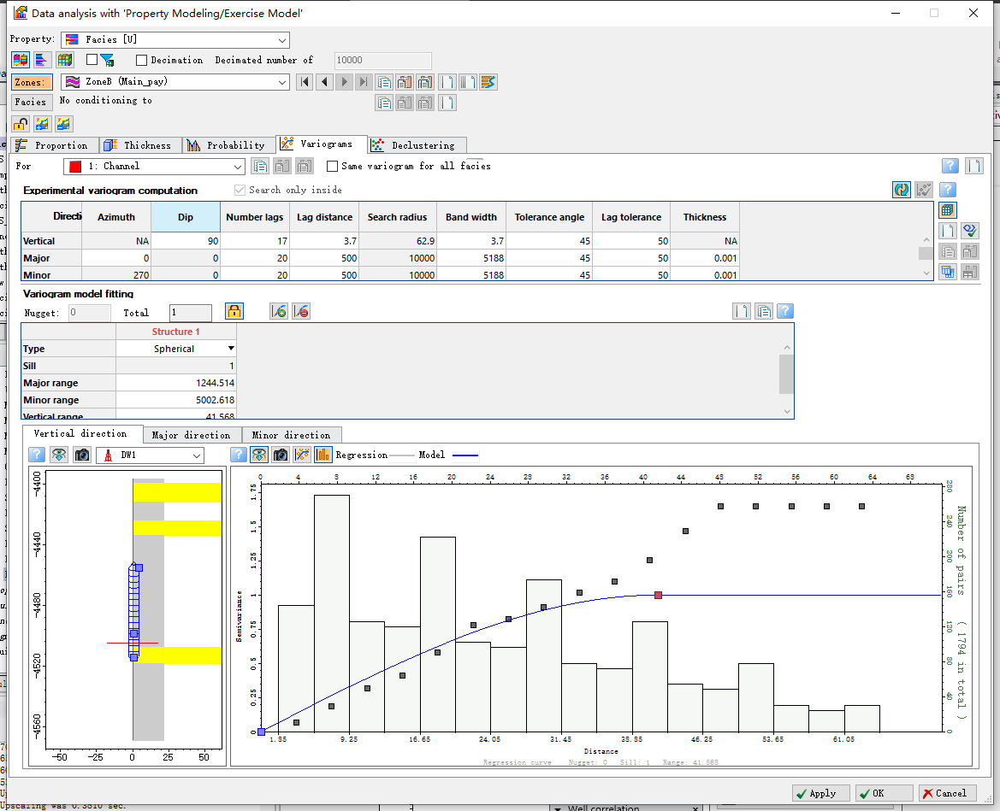 Data analysis with 'Property Modeling/Exercise Model'
Property: Facies [U]
Decimation Decimated number of 10000
Zones: ZoneB (Main_pay)
Facies No conditioning to
Proportion Thickness Probability Variograms Declustering
For 1: Channel Same variogram for all facies
Experimental variogram computation Search only inside
Directi Azimuth Dip Number lags Lag distance Search radius Band width Tolerance angle Lag tolerance Thickness
Vertical NA 90 17 3.7 62.9 3.7 45 50 NA
Major 0 0 20 500 10000 5188 45 50 0.001
Minor 270 0 20 500 10000 5188 45 50 0.001
Variogram model fitting
Nugget: 0 Total 1
Structure 1
Type Spherical
Sill 1
Major range 1244.514
Minor range 5002.618
Vertical range 41.568
Vertical direction Major direction Minor direction
DW1 Regression Model
0 4 8 12 16 20 24 28 32 36 40 44 48 52 56 60 64 68
-4400
-4440
-4480
-4520
-4560
-50 -25 0 25 50
Semivariance
0 0.25 0.5 0.75 1 1.25 1.5 1.75
0 40 80 120 160 200 240 280
Number of pairs ( 1794 in total )
1.85 9.25 16.65 24.05 31.45 38.85 46.25 53.65 61.05
Distance
Regression curve Nugget: 0 Sill: 1 Range: 41.568
Apply OK Cancel
Upscaling was 0.3810 sec.
Well correlation